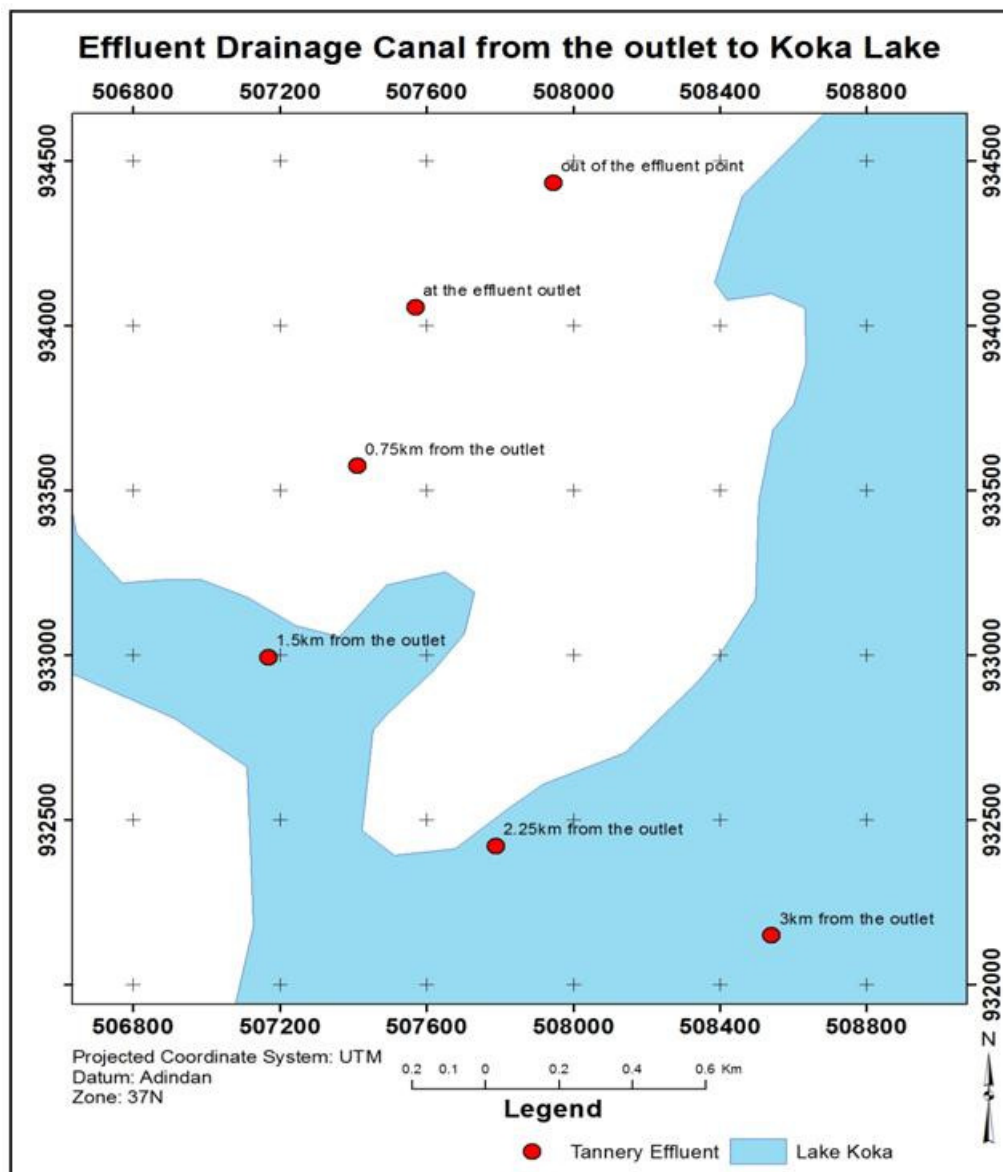 Effluent Drainage Canal from the outlet to Koka Lake
506800 507200 507600 508000 508400 508800
934500 934500
out of the effluent point
at the effluent outlet
934000 934000
0.75km from the outlet
933500 933500
1.5km from the outlet
933000 933000
932500 932500
2.25km from the outlet
3km from the outlet
932000
506800 507200 507600 508000 508400 508800
Projected Coordinate System: UTM
Datum: Adindan
Zone: 37N
0.2 0.1 0 0.2 0.4 0.6 Km
N
Legend
Tannery Effluent Lake Koka